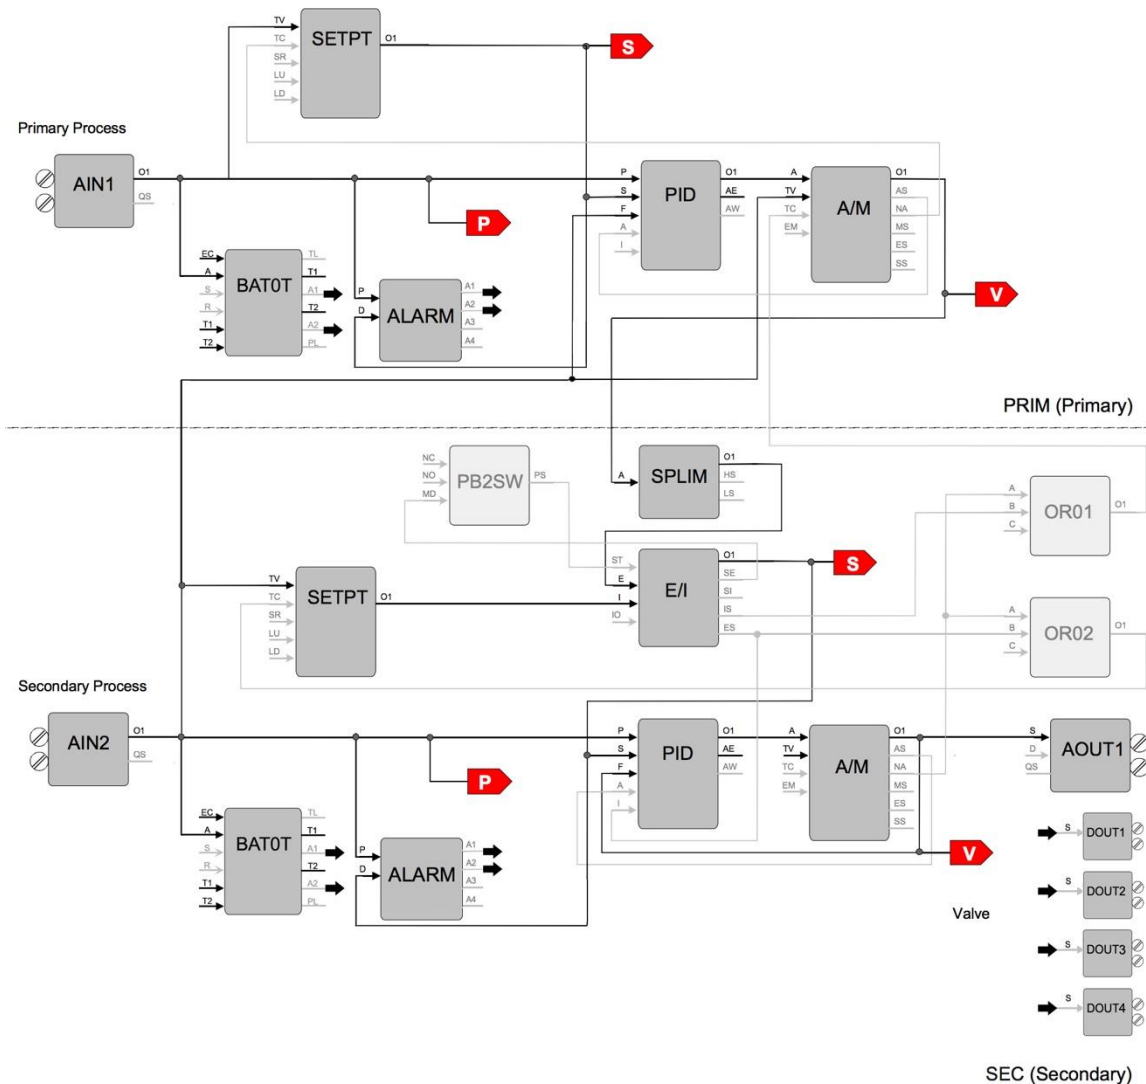 TV
TC
SR
LU
LD
SETPT
O1
S
Primary Process
AIN1
O1
QS
P
S
F
A
I
PID
O1
AE
AW
A
TV
TC
EM
A/M
O1
AS
NA
MS
ES
SS
P
V
EC
A
S
R
T1
T2
BAT0T
TL
T1
A1
T2
A2
PL
P
D
ALARM
A1
A2
A3
A4
PRIM (Primary)
NC
NO
MD
PB2SW
PS
A
SPLIM
O1
HS
LS
A
B
C
OR01
O1
TV
TC
SR
LU
LD
SETPT
O1
ST
E
I
IO
E/I
O1
SE
SI
IS
ES
S
A
B
C
OR02
O1
Secondary Process
AIN2
O1
QS
P
S
F
A
I
PID
O1
AE
AW
A
TV
TC
EM
A/M
O1
AS
NA
MS
ES
SS
S
D
QS
AOUT1
P
V
EC
A
S
R
T1
T2
BAT0T
TL
T1
A1
T2
A2
PL
P
D
ALARM
A1
A2
A3
A4
Valve
S
DOUT1
S
DOUT2
S
DOUT3
S
DOUT4
SEC (Secondary)